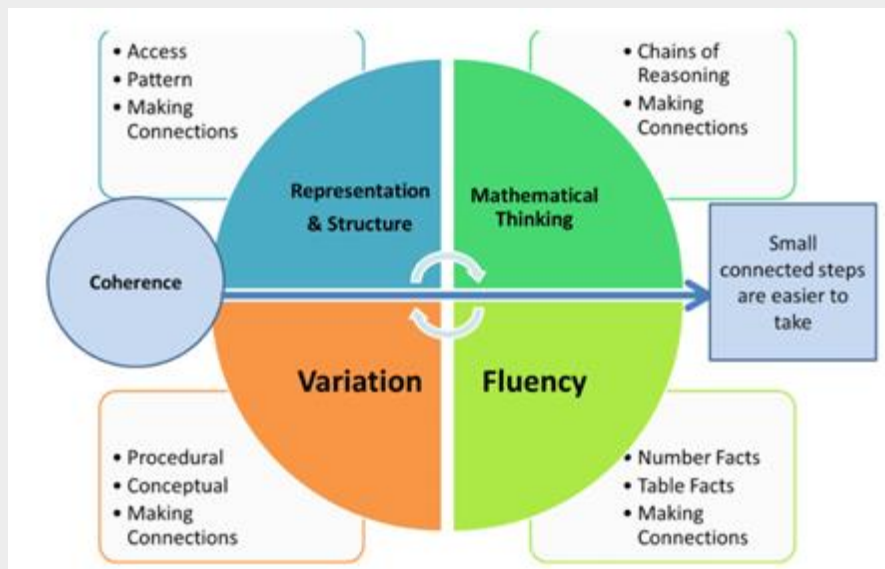 • Access
• Pattern
• Making
Connections
• Chains of
Reasoning
• Making
Connections
Representation
& Structure
Mathematical
Thinking
Coherence
Small
connected steps
are easier to
take
Variation
Fluency
• Procedural
• Conceptual
• Making
Connections
• Number Facts
• Table Facts
• Making
Connections